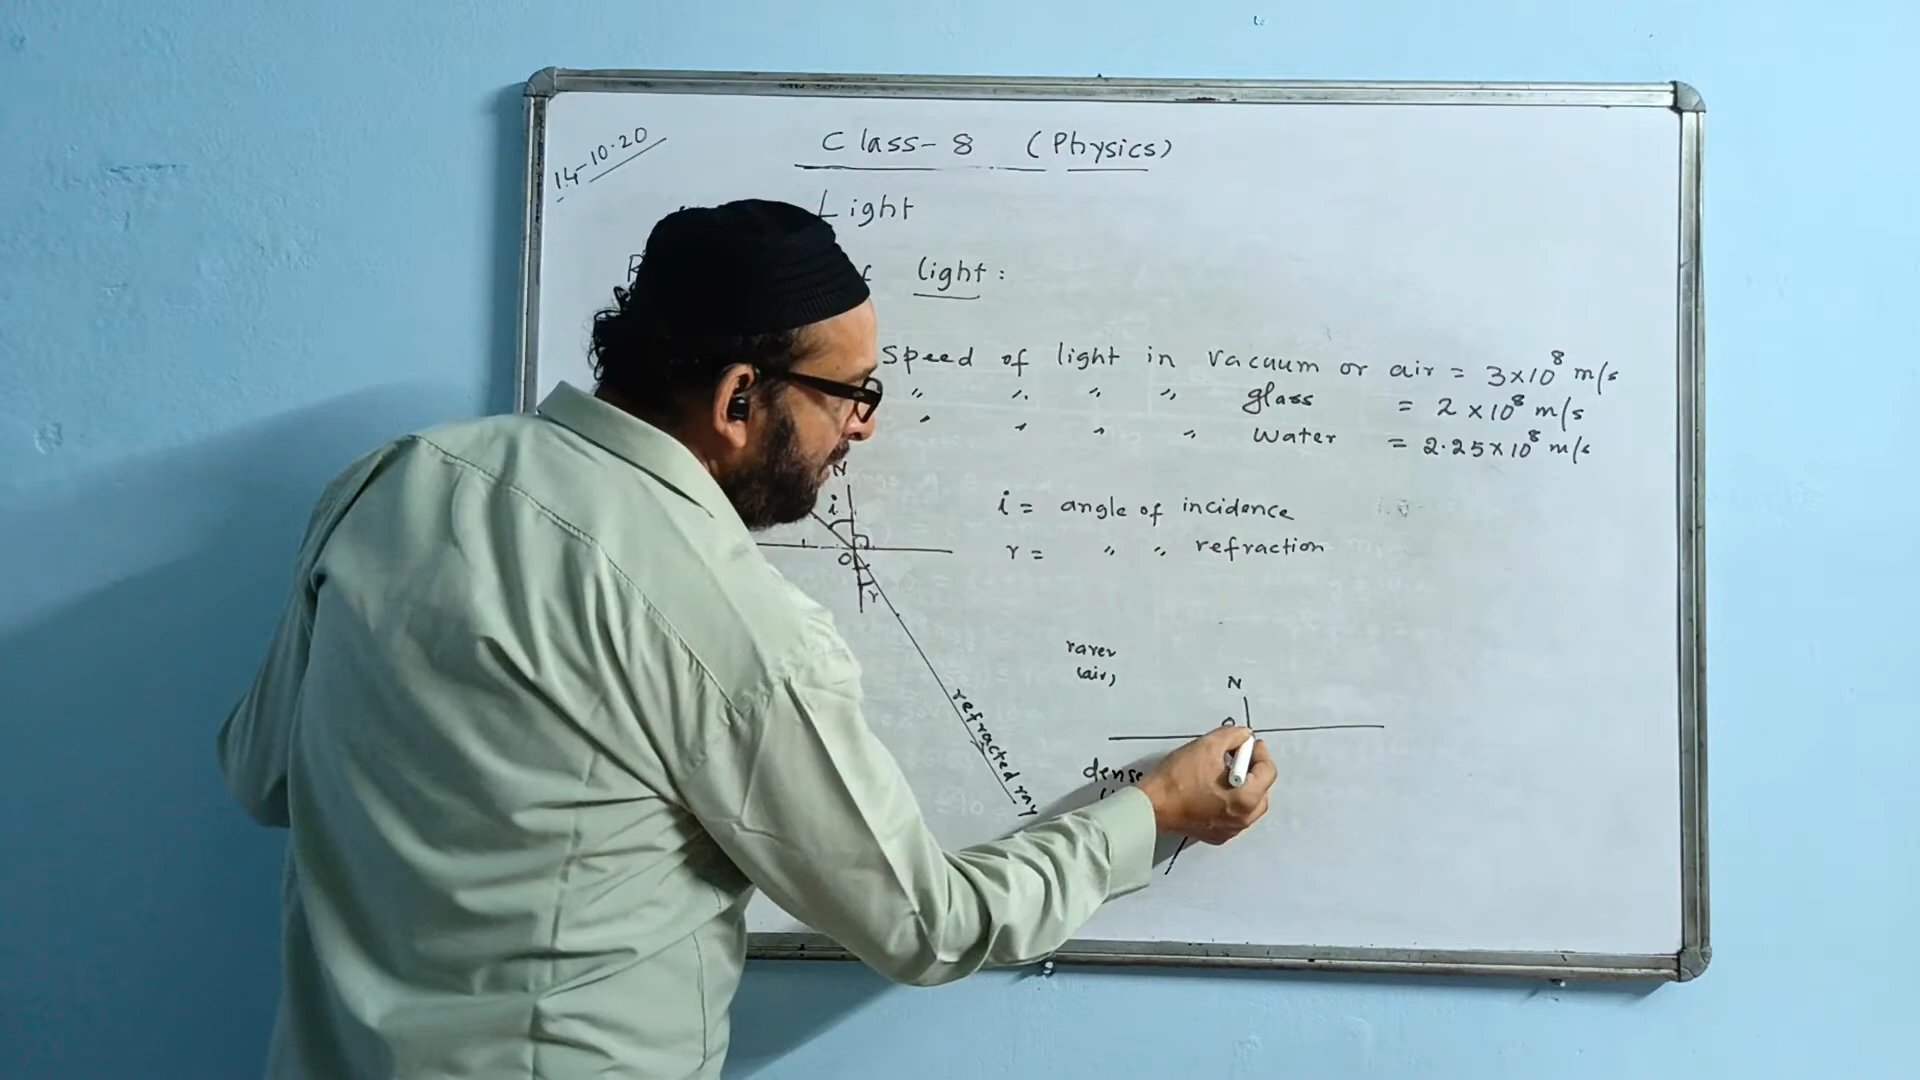 14-10-20
Class-8 (Physics)
Light
light:
Speed of light in vacuum or air = 3×10⁸ m/s
" " " " glass = 2×10⁸ m/s
" " " " water = 2.25×10⁸ m/s
N
i
i = angle of incidence
O
r = " " refraction
r
rarer
(air)
N
O
refracted ray